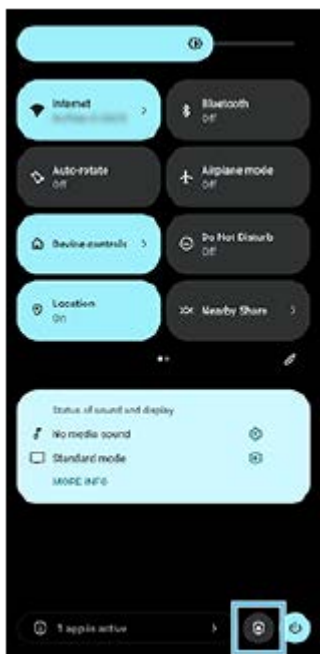 Internet
Bluetooth
Off
Auto-rotate
Off
Airplane mode
Off
Device controls
Do Not Disturb
Off
Location
On
Nearby Share
Status of sound and display
No media sound
Standard mode
MORE INFO
1 app is active